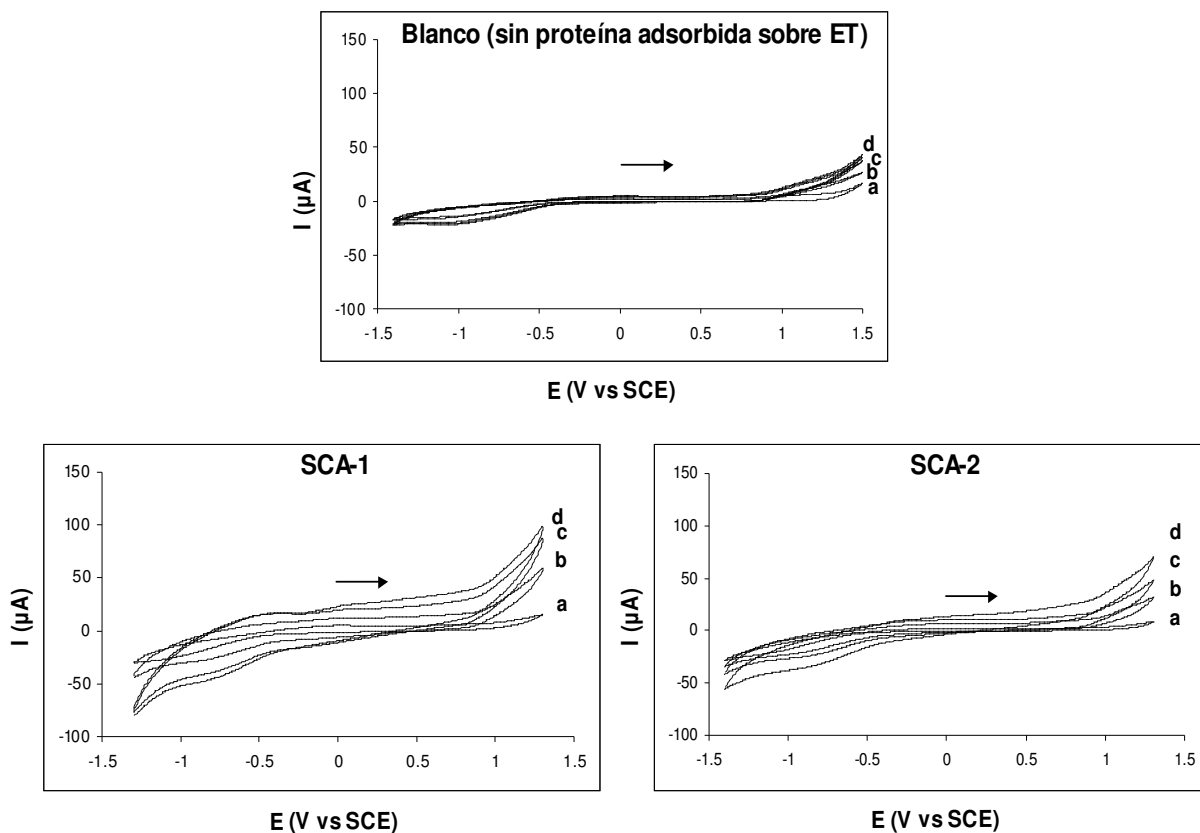 Blanco (sin proteína adsorbida sobre ET)
150
100
50
0
-50
-100
I (µA)
d
c
b
a
-1.5 -1 -0.5 0 0.5 1 1.5
E (V vs SCE)
SCA-1
150
100
50
0
-50
-100
I (µA)
d
c
b
a
-1.5 -1 -0.5 0 0.5 1 1.5
E (V vs SCE)
SCA-2
150
100
50
0
-50
-100
I (µA)
d
c
b
a
-1.5 -1 -0.5 0 0.5 1 1.5
E (V vs SCE)